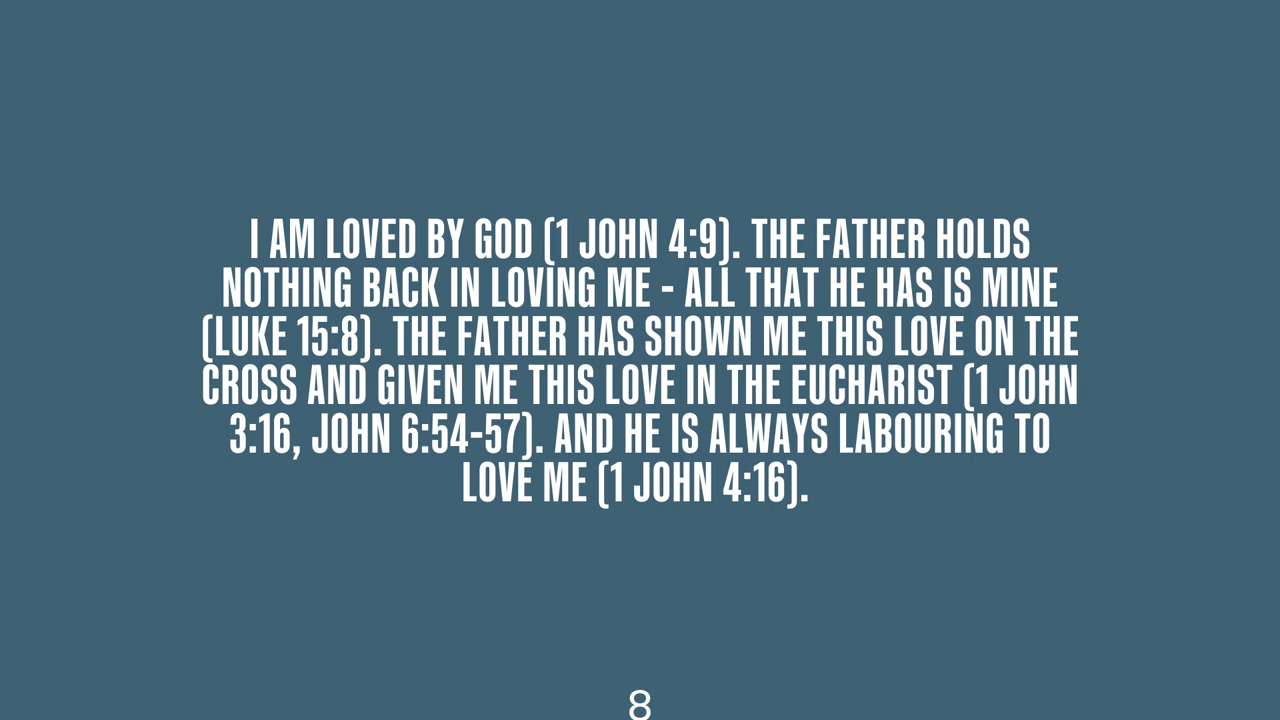 I AM LOVED BY GOD (1 JOHN 4:9). THE FATHER HOLDS
NOTHING BACK IN LOVING ME - ALL THAT HE HAS IS MINE
(LUKE 15:8). THE FATHER HAS SHOWN ME THIS LOVE ON THE
CROSS AND GIVEN ME THIS LOVE IN THE EUCHARIST (1 JOHN
3:16, JOHN 6:54-57). AND HE IS ALWAYS LABOURING TO
LOVE ME (1 JOHN 4:16).
8